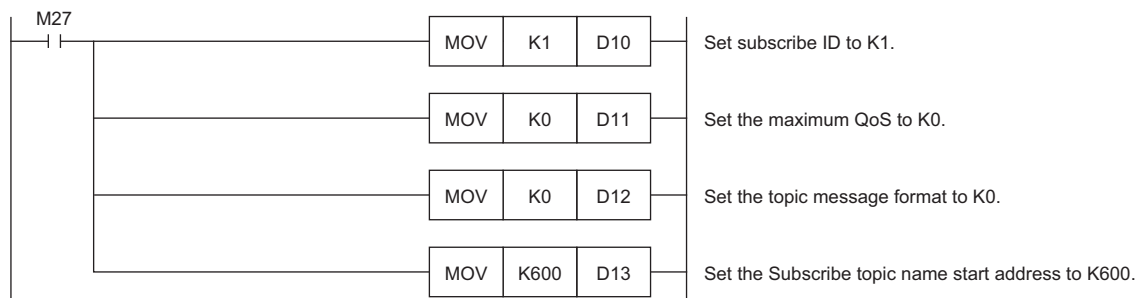 M27
MOV K1 D10 Set subscribe ID to K1.
MOV K0 D11 Set the maximum QoS to K0.
MOV K0 D12 Set the topic message format to K0.
MOV K600 D13 Set the Subscribe topic name start address to K600.